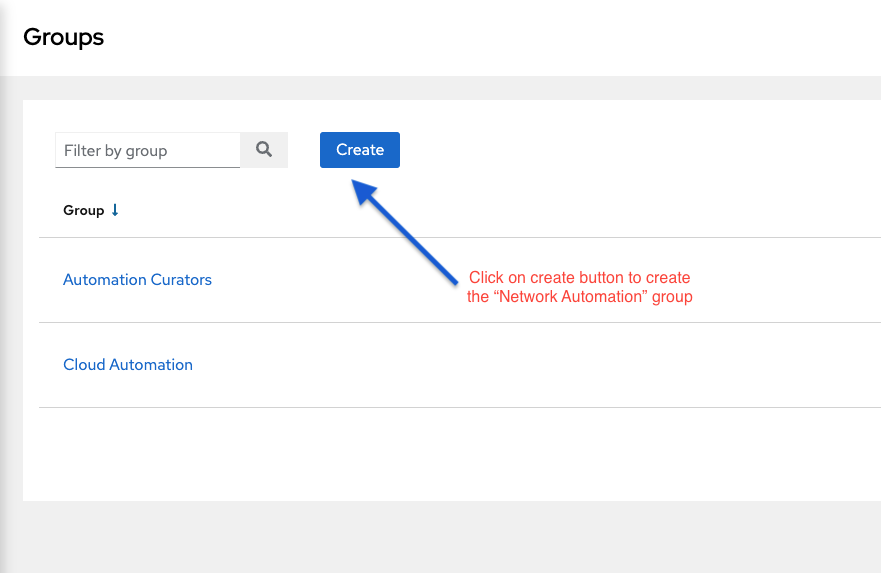 Groups
Filter by group
Create
Group
Click on create button to create
the “Network Automation” group
Automation Curators
Cloud Automation